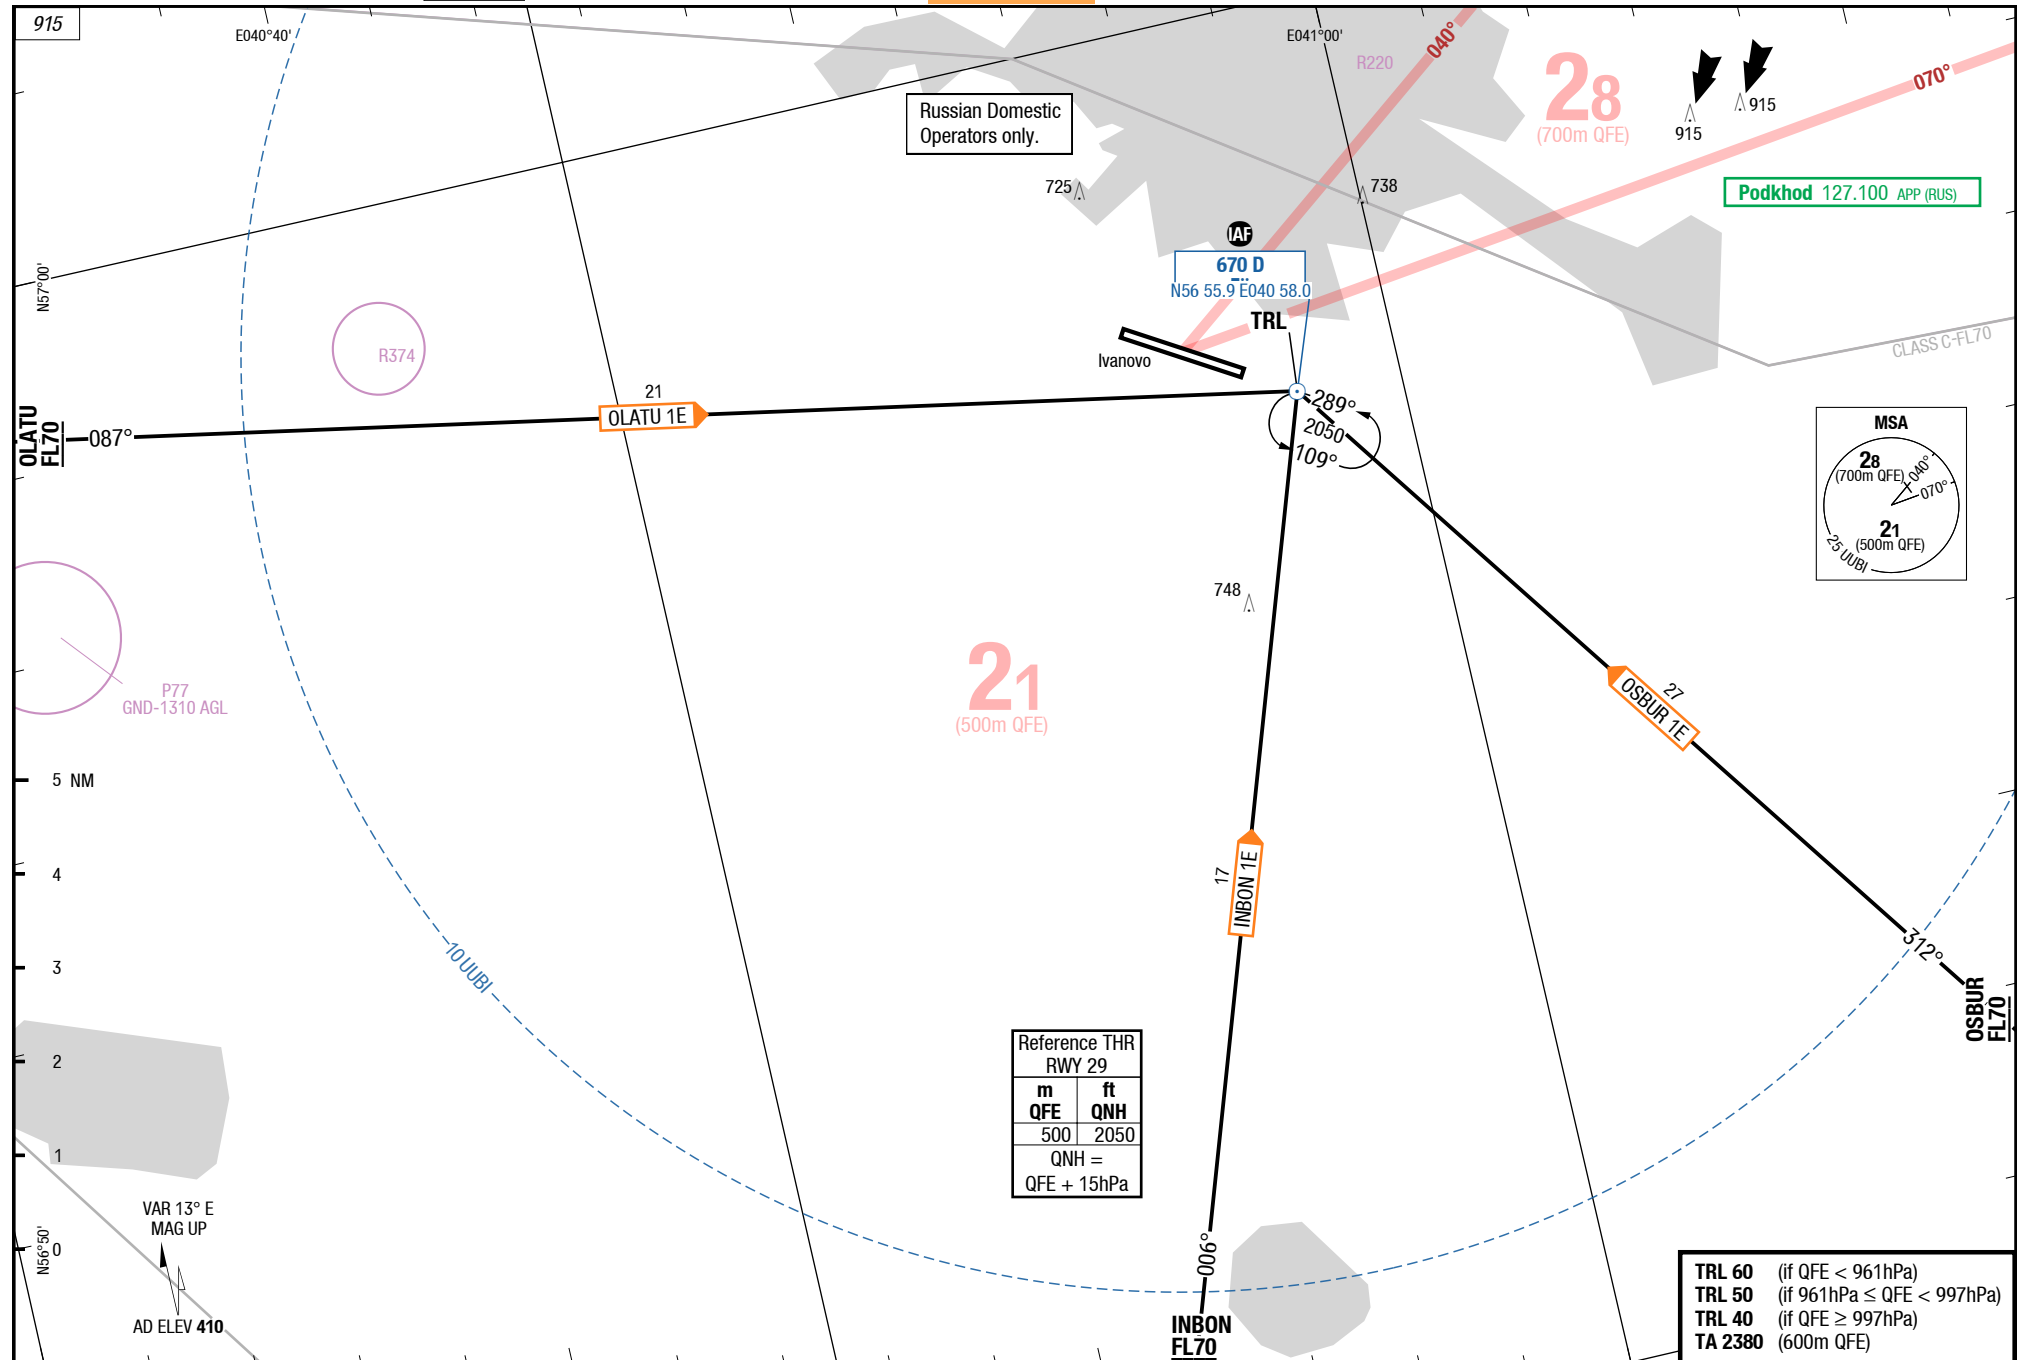 915
E040°40'
E041°00'
040°
R220
28
(700m QFE)
070°
915
915
Russian Domestic
Operators only.
725
738
Podkhod 127.100 APP (RUS)
IAF
670 D
N56 55.9 E040 58.0
TRL
N57°00'
R374
Ivanovo
CLASS C-FL70
21
OLATU 1E
OLATU
FL70
087°
289°
2050
109°
MSA
28
(700m QFE)
040°
070°
21
(500m QFE)
25 UUBI
748
21
(500m QFE)
P77
GND-1310 AGL
27
OSBUR 1E
5 NM
4
3
2
1
0
17
INBON 1E
312°
OSBUR
FL70
10 UUBI
Reference THR
RWY 29
m ft
QFE QNH
500 2050
QNH =
QFE + 15hPa
VAR 13° E
MAG UP
N56°50'
AD ELEV 410
006°
INBON
FL70
TRL 60 (if QFE < 961hPa)
TRL 50 (if 961hPa ≤ QFE < 997hPa)
TRL 40 (if QFE ≥ 997hPa)
TA 2380 (600m QFE)